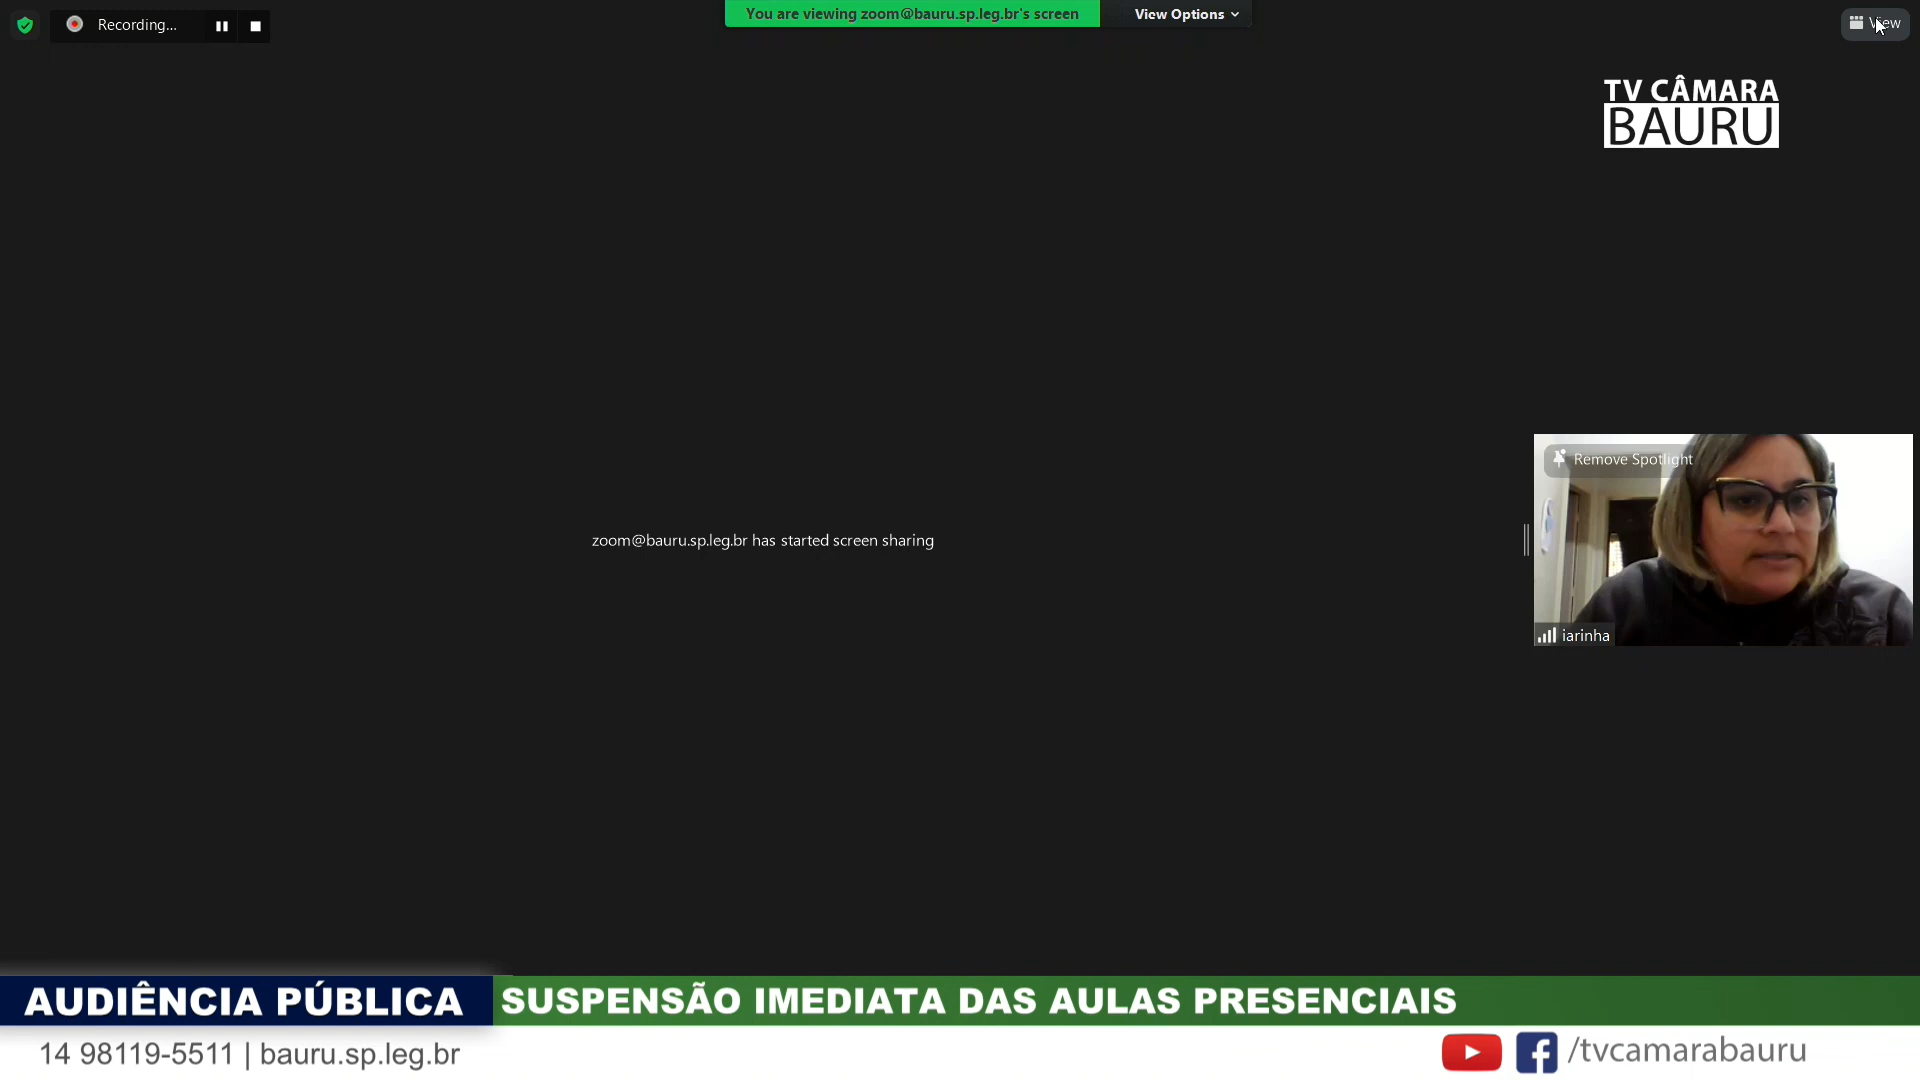 Recording...
You are viewing zoom@bauru.sp.leg.br's screen
View Options
View
TV CÂMARA
BAURU
Remove Spotlight
zoom@bauru.sp.leg.br has started screen sharing
iarinha
AUDIÊNCIA PÚBLICA
SUSPENSÃO IMEDIATA DAS AULAS PRESENCIAIS
14 98119-5511 | bauru.sp.leg.br
/tvcamarabauru